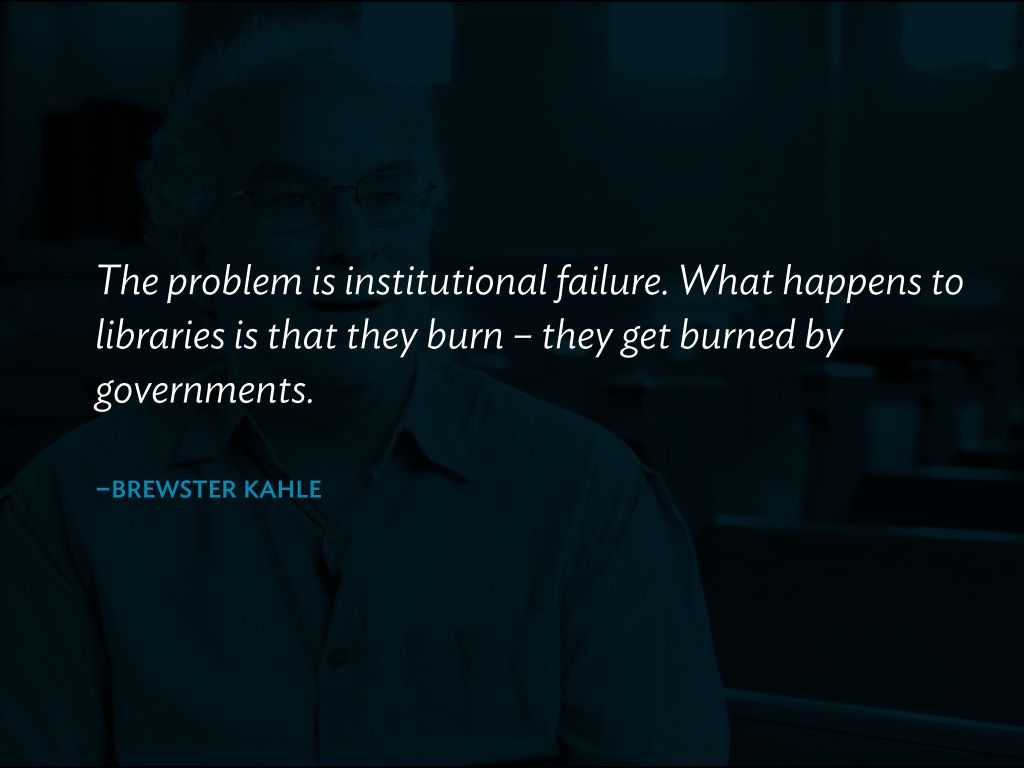 The problem is institutional failure. What happens to
libraries is that they burn – they get burned by
governments.
–BREWSTER KAHLE